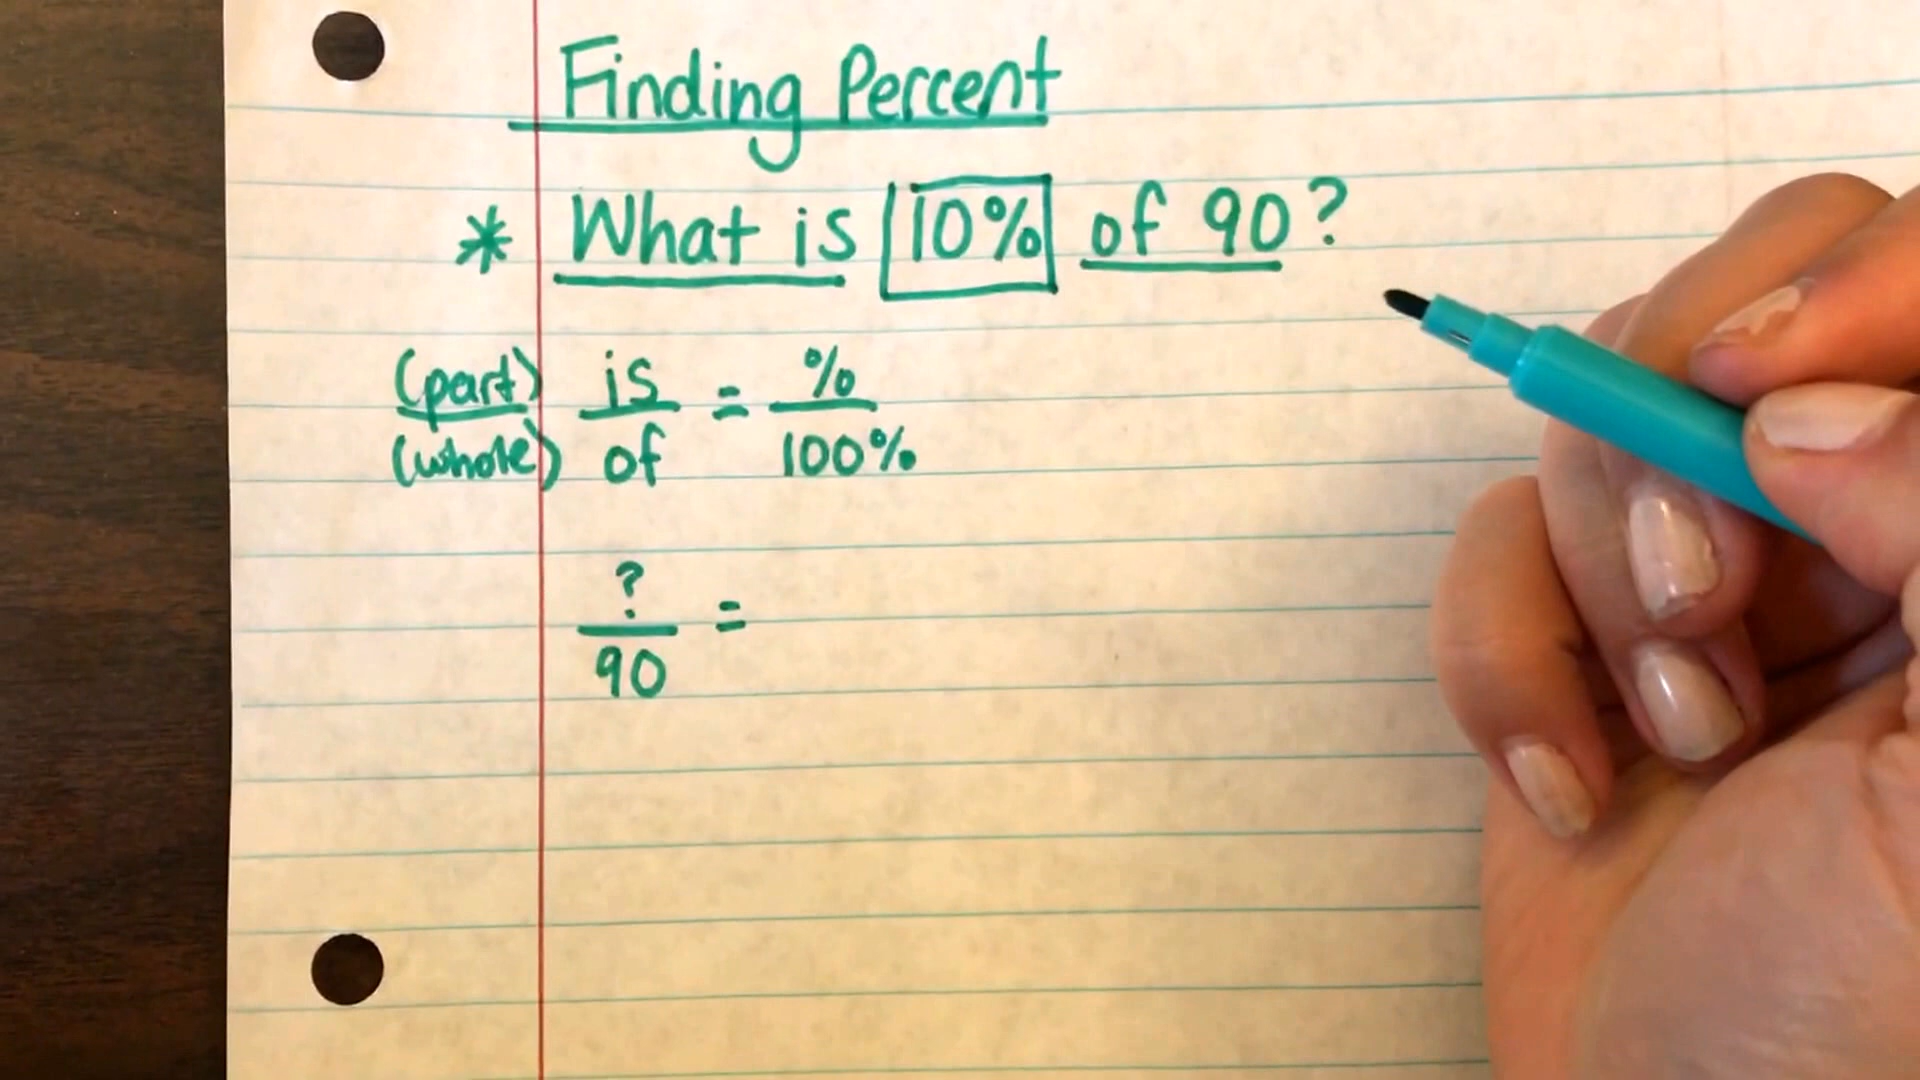 Finding Percent
* What is 10% of 90?
(part) is = %
(whole) of 100%
? =
90